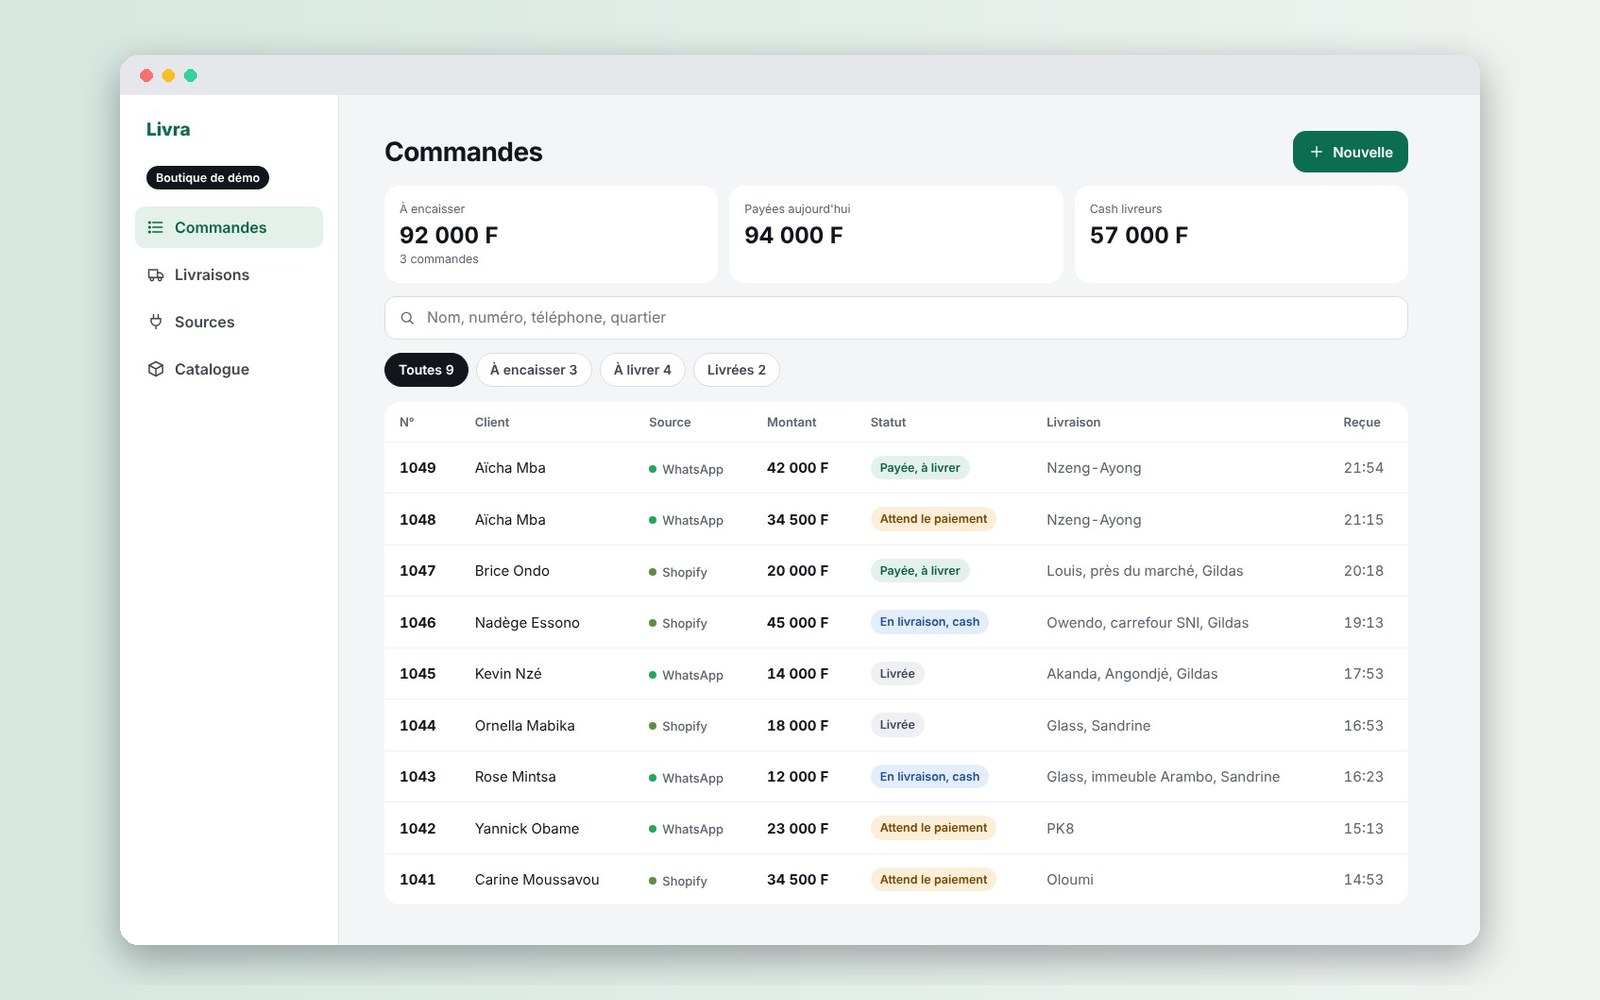 Livra
Boutique de démo
Commandes
Livraisons
Sources
Catalogue
Commandes
+ Nouvelle
À encaisser
92 000 F
3 commandes
Payées aujourd'hui
94 000 F
Cash livreurs
57 000 F
Nom, numéro, téléphone, quartier
Toutes 9 À encaisser 3 À livrer 4 Livrées 2
N° Client Source Montant Statut Livraison Reçue
1049 Aïcha Mba WhatsApp 42 000 F Payée, à livrer Nzeng-Ayong 21:54
1048 Aïcha Mba WhatsApp 34 500 F Attend le paiement Nzeng-Ayong 21:15
1047 Brice Ondo Shopify 20 000 F Payée, à livrer Louis, près du marché, Gildas 20:18
1046 Nadège Essono Shopify 45 000 F En livraison, cash Owendo, carrefour SNI, Gildas 19:13
1045 Kevin Nzé WhatsApp 14 000 F Livrée Akanda, Angondjé, Gildas 17:53
1044 Ornella Mabika Shopify 18 000 F Livrée Glass, Sandrine 16:53
1043 Rose Mintsa WhatsApp 12 000 F En livraison, cash Glass, immeuble Arambo, Sandrine 16:23
1042 Yannick Obame WhatsApp 23 000 F Attend le paiement PK8 15:13
1041 Carine Moussavou Shopify 34 500 F Attend le paiement Oloumi 14:53